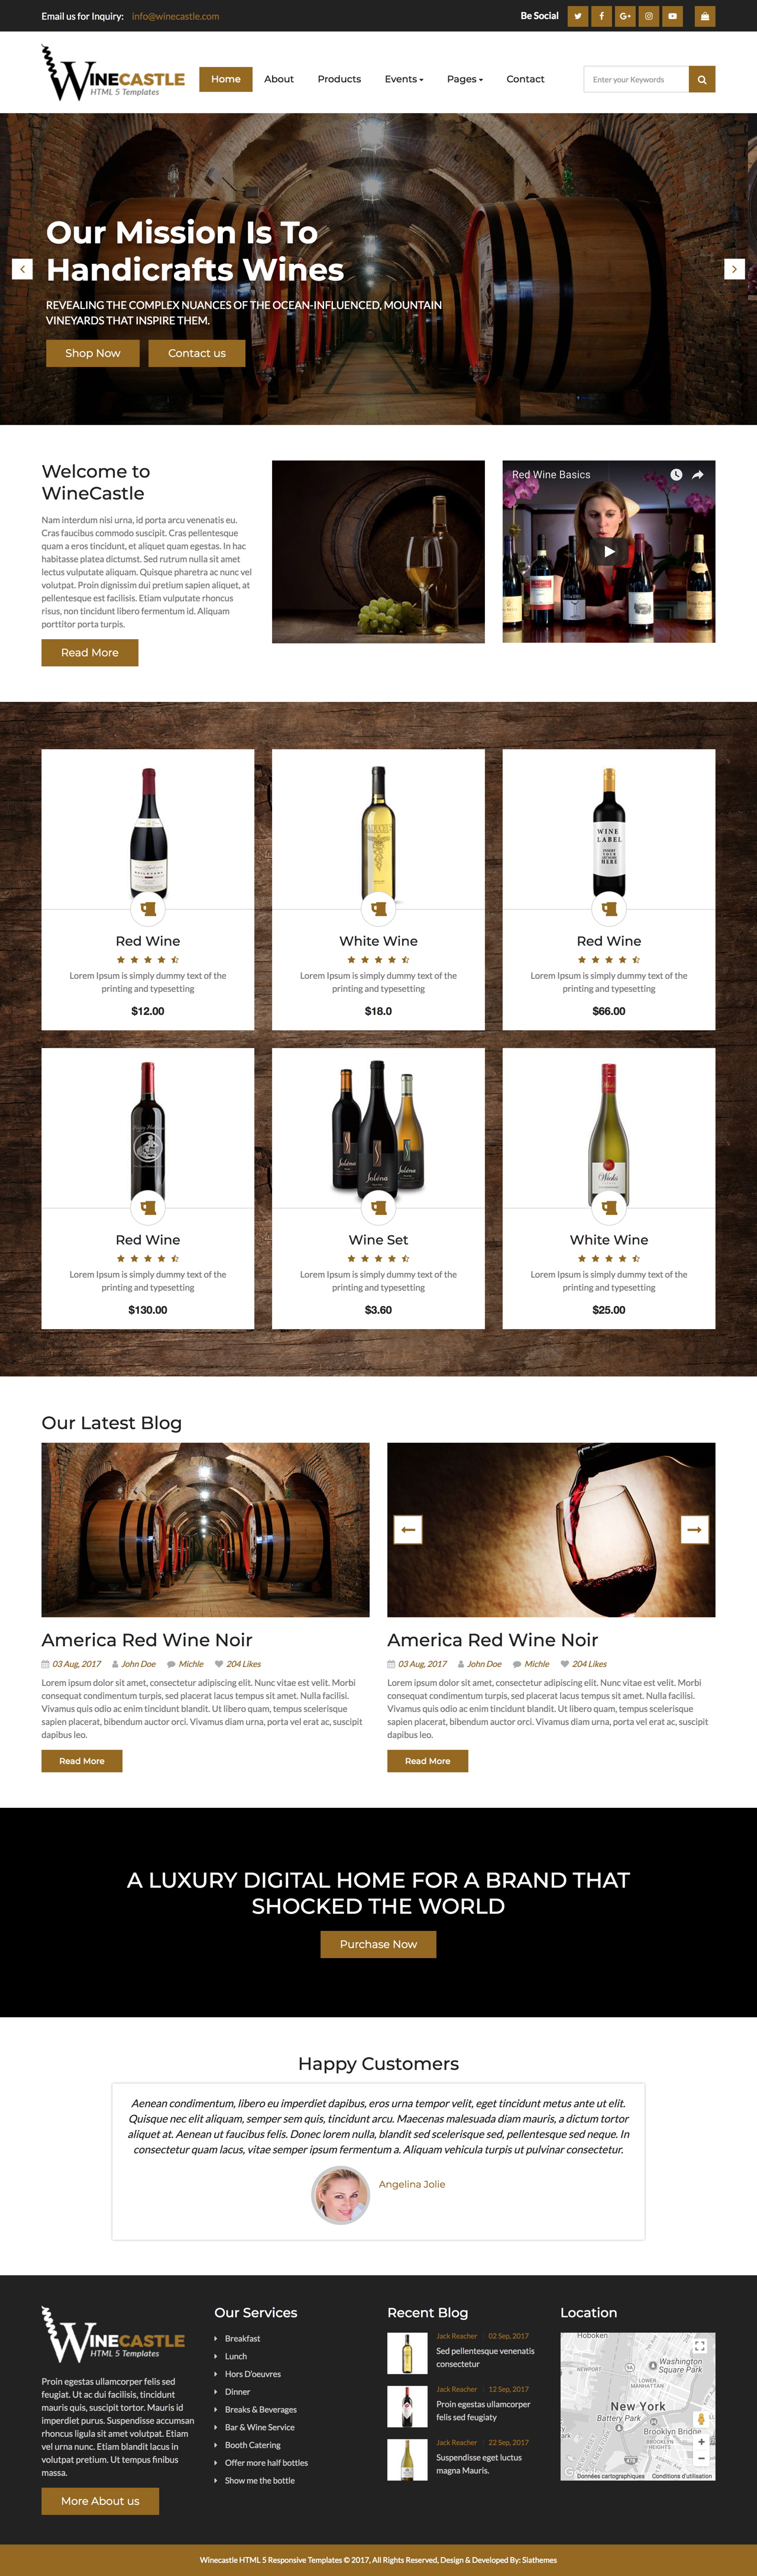 Email us for Inquiry: info@winecastle.com
Be Social
WINECASTLE
HTML 5 Templates
Home About Products Events Pages Contact
Enter your Keywords
Our Mission Is To
Handicrafts Wines
REVEALING THE COMPLEX NUANCES OF THE OCEAN-INFLUENCED, MOUNTAIN
VINEYARDS THAT INSPIRE THEM.
Shop Now Contact us
Welcome to
WineCastle
Nam interdum nisi urna, id porta arcu venenatis eu.
Cras faucibus commodo suscipit. Cras pellentesque
quam a eros tincidunt, et aliquet quam egestas. In hac
habitasse platea dictumst. Sed rutrum nulla sit amet
lectus vulputate aliquam. Quisque pharetra ac nunc vel
volutpat. Proin dignissim dui pretium sapien aliquet, at
pellentesque est facilisis. Etiam vulputate rhoncus
risus, non tincidunt libero fermentum id. Aliquam
porttitor porta turpis.
Read More
Red Wine Basics
WINE
LABEL
INSERT
YOUR
OWN TEXT
HERE
Red Wine
Lorem Ipsum is simply dummy text of the
printing and typesetting
$12.00
White Wine
Lorem Ipsum is simply dummy text of the
printing and typesetting
$18.0
Red Wine
Lorem Ipsum is simply dummy text of the
printing and typesetting
$66.00
Red Wine
Lorem Ipsum is simply dummy text of the
printing and typesetting
$130.00
Soléna Soléna Soléna
Wine Set
Lorem Ipsum is simply dummy text of the
printing and typesetting
$3.60
Weeks
White Wine
Lorem Ipsum is simply dummy text of the
printing and typesetting
$25.00
Our Latest Blog
America Red Wine Noir
03 Aug, 2017 John Doe Michle 204 Likes
Lorem ipsum dolor sit amet, consectetur adipiscing elit. Nunc vitae est velit. Morbi
consequat condimentum turpis, sed placerat lacus tempus sit amet. Nulla facilisi.
Vivamus quis odio ac enim tincidunt blandit. Ut libero quam, tempus scelerisque
sapien placerat, bibendum auctor orci. Vivamus diam urna, porta vel erat ac, suscipit
dapibus leo.
Read More
America Red Wine Noir
03 Aug, 2017 John Doe Michle 204 Likes
Lorem ipsum dolor sit amet, consectetur adipiscing elit. Nunc vitae est velit. Morbi
consequat condimentum turpis, sed placerat lacus tempus sit amet. Nulla facilisi.
Vivamus quis odio ac enim tincidunt blandit. Ut libero quam, tempus scelerisque
sapien placerat, bibendum auctor orci. Vivamus diam urna, porta vel erat ac, suscipit
dapibus leo.
Read More
A LUXURY DIGITAL HOME FOR A BRAND THAT
SHOCKED THE WORLD
Purchase Now
Happy Customers
Aenean condimentum, libero eu imperdiet dapibus, eros urna tempor velit, eget tincidunt metus ante ut elit.
Quisque nec elit aliquam, semper sem quis, tincidunt arcu. Maecenas malesuada diam mauris, a dictum tortor
aliquet at. Aenean ut faucibus felis. Donec lorem nulla, blandit sed scelerisque sed, pellentesque sed neque. In
consectetur quam lacus, vitae semper ipsum fermentum a. Aliquam vehicula turpis ut pulvinar consectetur.
Angelina Jolie
WINECASTLE
HTML 5 Templates
Proin egestas ullamcorper felis sed
feugiat. Ut ac dui facilisis, tincidunt
mauris quis, suscipit tortor. Mauris id
imperdiet purus. Suspendisse accumsan
rhoncus ligula sit amet volutpat. Etiam
vel urna nunc. Etiam blandit lacus in
volutpat pretium. Ut tempus finibus
massa.
More About us
Our Services
Breakfast
Lunch
Hors D'oeuvres
Dinner
Breaks & Beverages
Bar & Wine Service
Booth Catering
Offer more half bottles
Show me the bottle
Recent Blog
Jack Reacher 02 Sep, 2017
Sed pellentesque venenatis
consectetur
Jack Reacher 12 Sep, 2017
Proin egestas ullamcorper
felis sed feugiaty
Jack Reacher 22 Sep, 2017
Suspendisse eget luctus
magna Mauris.
Location
Hoboken
Washington
Square Park
NEWPORT
9A
LOWER
MANHATTAN
New York
Battery Park
Brooklyn Bridge
BROOKLYN
HEIGHTS
478
Données cartographiques Conditions d'utilisation
Winecastle HTML 5 Responsive Templates © 2017, All Rights Reserved, Design & Developed By: Siathemes